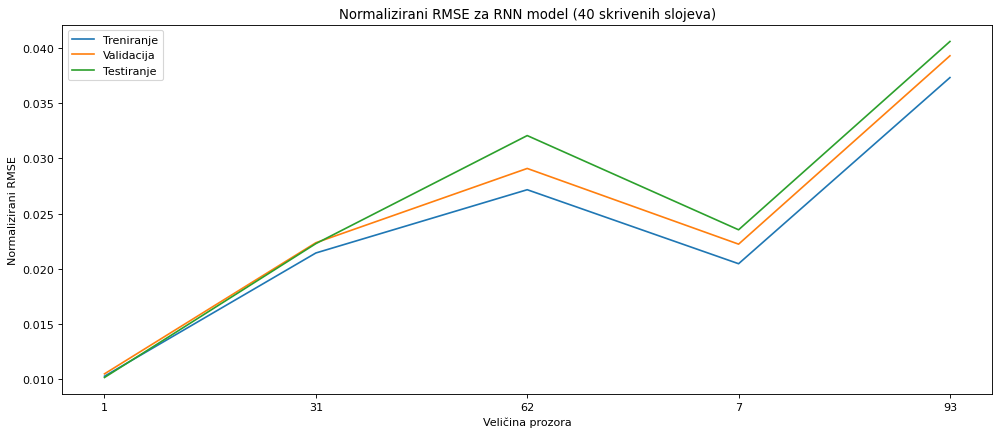 Normalizirani RMSE za RNN model (40 skrivenih slojeva)
Treniranje
Validacija
Testiranje
Normalizirani RMSE
0.040
0.035
0.030
0.025
0.020
0.015
0.010
1 31 62 7 93
Veličina prozora